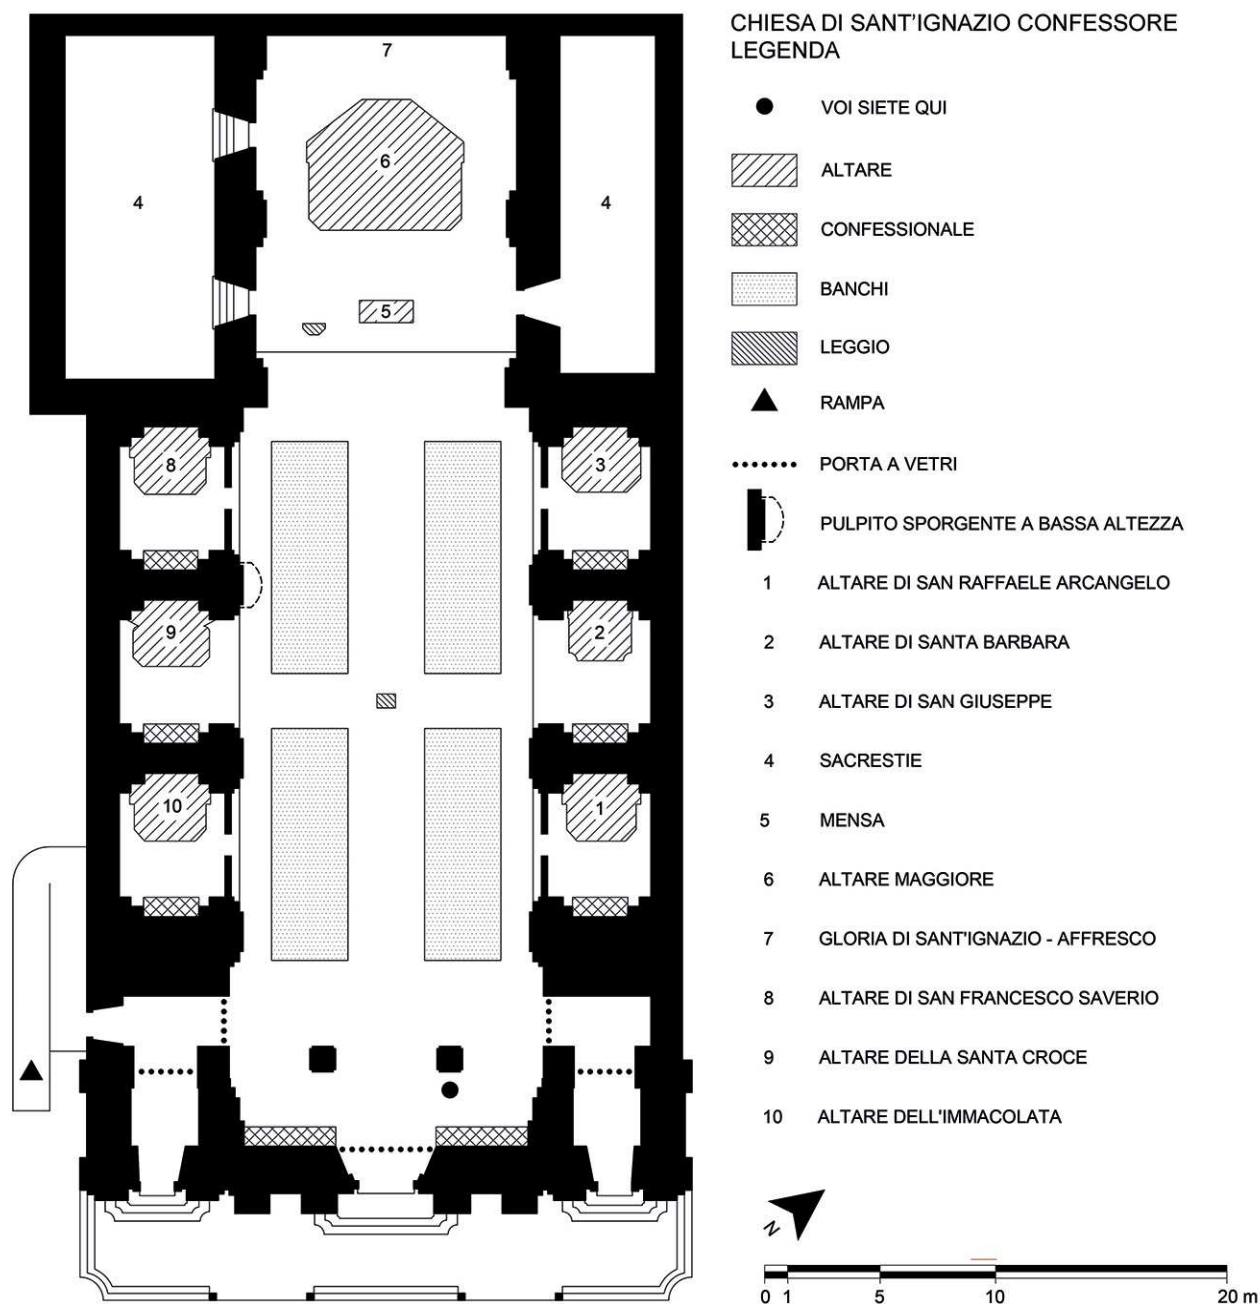 CHIESA DI SANT'IGNAZIO CONFESSORE
LEGENDA
VOI SIETE QUI
ALTARE
CONFESSIONALE
BANCHI
LEGGIO
RAMPA
PORTA A VETRI
PULPITO SPORGENTE A BASSA ALTEZZA
1 ALTARE DI SAN RAFFAELE ARCANGELO
2 ALTARE DI SANTA BARBARA
3 ALTARE DI SAN GIUSEPPE
4 SACRESTIE
5 MENSA
6 ALTARE MAGGIORE
7 GLORIA DI SANT'IGNAZIO - AFFRESCO
8 ALTARE DI SAN FRANCESCO SAVERIO
9 ALTARE DELLA SANTA CROCE
10 ALTARE DELL'IMMACOLATA
N
0 1 5 10 20 m
7
6
4
4
5
8
3
9
2
10
1